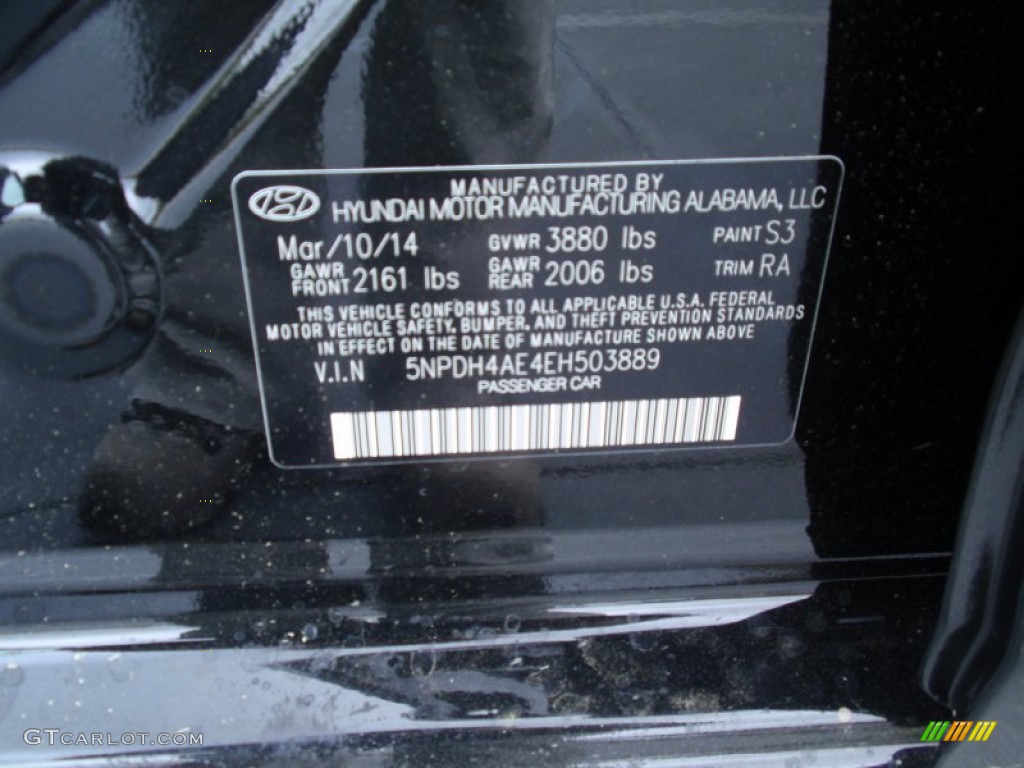 MANUFACTURED BY
HYUNDAI MOTOR MANUFACTURING ALABAMA, LLC
Mar/10/14 GVWR 3880 lbs PAINT S3
GAWR FRONT 2161 lbs GAWR REAR 2006 lbs TRIM RA
THIS VEHICLE CONFORMS TO ALL APPLICABLE U.S.A. FEDERAL
MOTOR VEHICLE SAFETY, BUMPER, AND THEFT PREVENTION STANDARDS
IN EFFECT ON THE DATE OF MANUFACTURE SHOWN ABOVE
V.I.N 5NPDH4AE4EH503889
PASSENGER CAR
GTCARLOT.COM